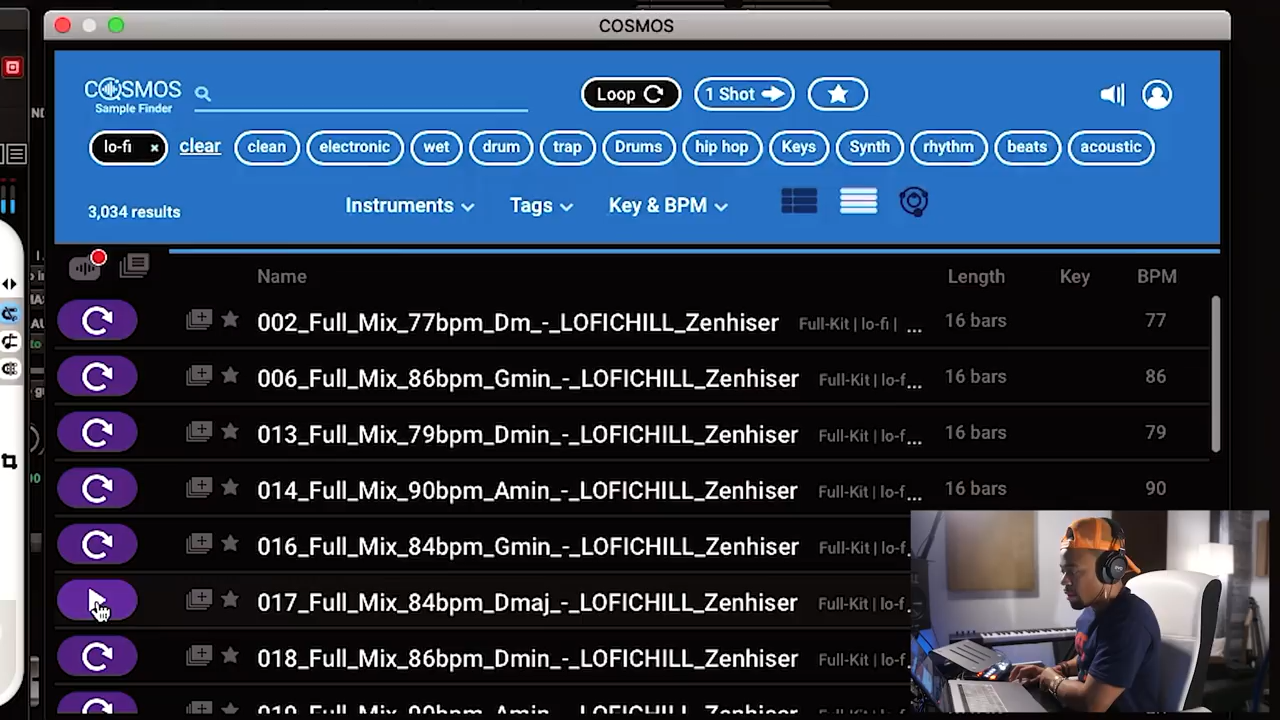 COSMOS
COSMOS
Sample Finder
Loop
1 Shot
lo-fi ×
clear
clean
electronic
wet
drum
trap
Drums
hip hop
Keys
Synth
rhythm
beats
acoustic
3,034 results
Instruments
Tags
Key & BPM
Name Length Key BPM
002_Full_Mix_77bpm_Dm_-_LOFICHILL_Zenhiser Full-Kit | lo-fi | ... 16 bars 77
006_Full_Mix_86bpm_Gmin_-_LOFICHILL_Zenhiser Full-Kit | lo-f... 16 bars 86
013_Full_Mix_79bpm_Dmin_-_LOFICHILL_Zenhiser Full-Kit | lo-f... 16 bars 79
014_Full_Mix_90bpm_Amin_-_LOFICHILL_Zenhiser Full-Kit | lo-f... 16 bars 90
016_Full_Mix_84bpm_Gmin_-_LOFICHILL_Zenhiser Full-Kit | lo-f
017_Full_Mix_84bpm_Dmaj_-_LOFICHILL_Zenhiser Full-Kit | lo-f
018_Full_Mix_86bpm_Dmin_-_LOFICHILL_Zenhiser Full-Kit | lo-f
019_Full_Mix_90bpm_Amin_-_LOFICHILL_Zenhiser